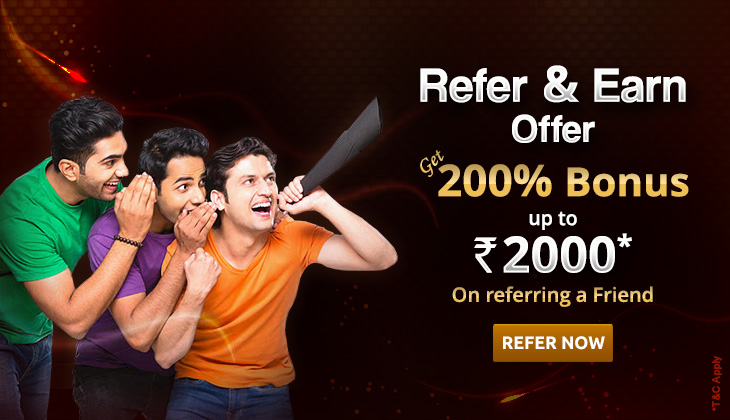 Refer & Earn
Offer
Get
200% Bonus
up to
₹2000*
On referring a Friend
REFER NOW
*T&C Apply